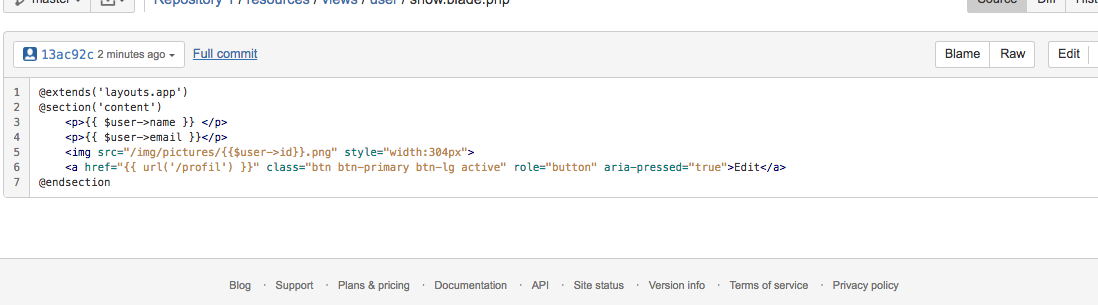 master
Repository 1 / resources / views / user / show.blade.php
Source Diff
13ac92c 2 minutes ago Full commit
Blame Raw Edit
1 @extends('layouts.app')
2 @section('content')
3 <p>{{ $user->name }} </p>
4 <p>{{ $user->email }}</p>
5 <img src="/img/pictures/{{$user->id}}.png" style="width:304px">
6 <a href="{{ url('/profil') }}" class="btn btn-primary btn-lg active" role="button" aria-pressed="true">Edit</a>
7 @endsection
Blog · Support · Plans & pricing · Documentation · API · Site status · Version info · Terms of service · Privacy policy